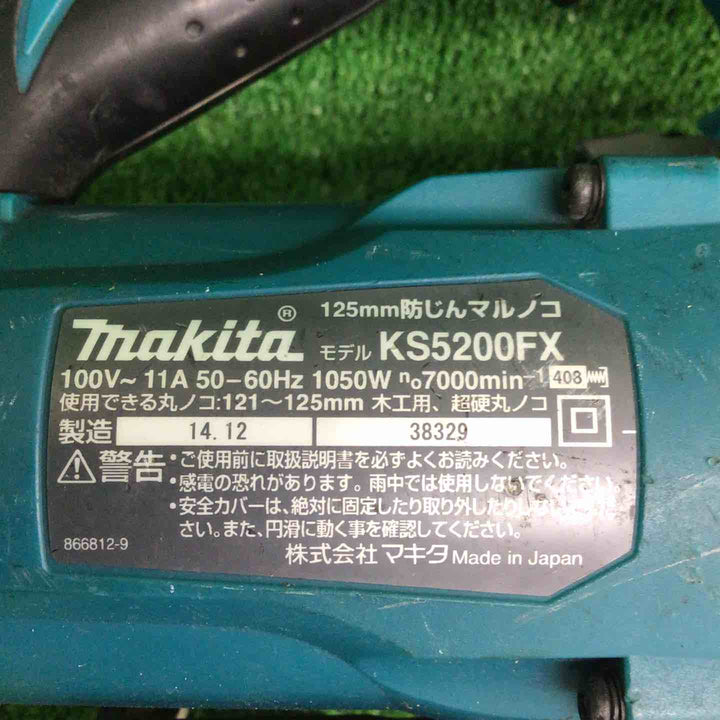 125mm防じんマルノコ
makita® モデル KS5200FX
100V~ 11A 50-60Hz 1050W n₀7000min⁻¹ 408
使用できる丸ノコ:121~125mm 木工用、超硬丸ノコ
製造 14.12 38329
⚠警告・ご使用前に取扱説明書を必ずよくお読みください。
・感電の恐れがあります。雨中では使用しないでください。
・安全カバーは、絶対に固定したり取り外したりしない
さい。また、円滑に動く事を確認してください。
866812-9 株式会社 マキタ Made in Japan